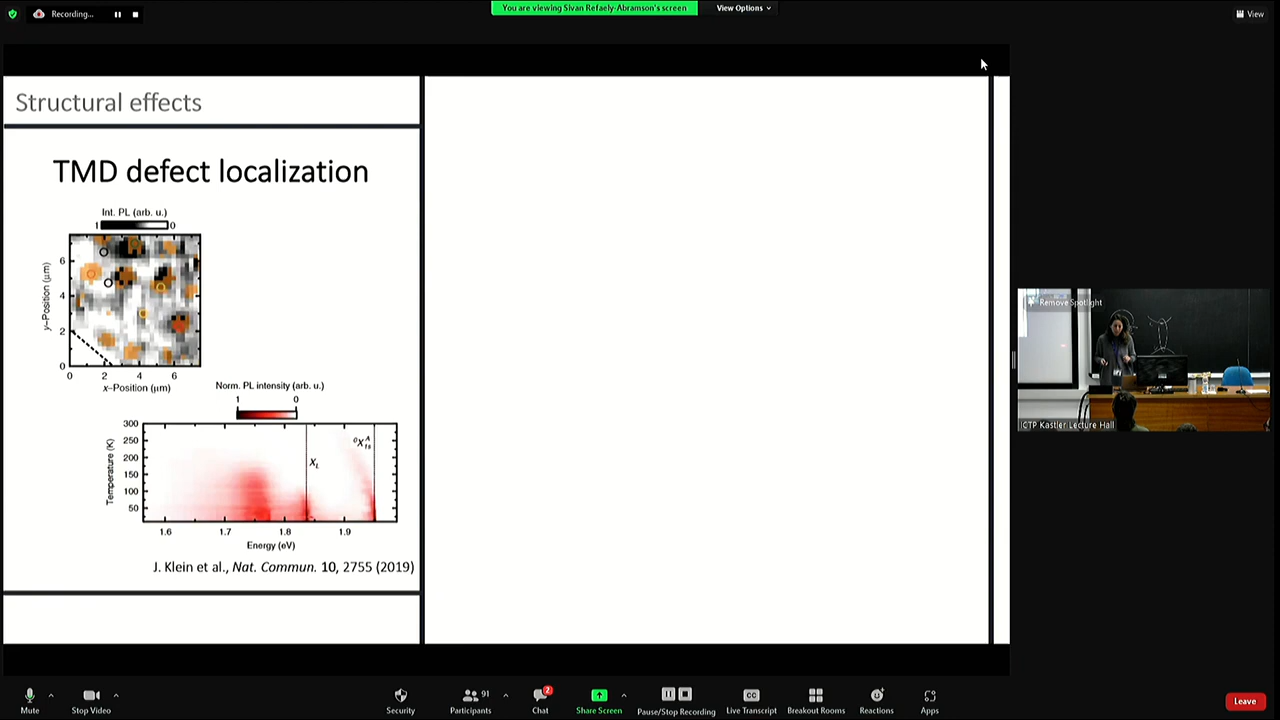 Recording...
You are viewing Sivan Refaely-Abramson's screen
View Options
View
Structural effects
TMD defect localization
Int. PL (arb. u.)
1 0
y–Position (μm)
6
4
2
0
0 2 4 6
x–Position (μm)
Norm. PL intensity (arb. u.)
1 0
Temperature (K)
300
250
200
150
100
50
X_L
⁰X^A_1s
1.6 1.7 1.8 1.9
Energy (eV)
J. Klein et al., Nat. Commun. 10, 2755 (2019)
Remove Spotlight
ICTP Kastler Lecture Hall
Mute
Stop Video
Security
91
Participants
2
Chat
Share Screen
Pause/Stop Recording
CC
Live Transcript
Breakout Rooms
Reactions
Apps
Leave